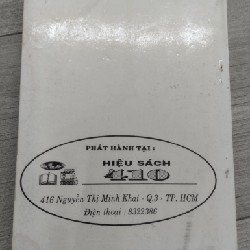 PHÁT HÀNH TẠI :
HIỆU SÁCH
410
416 Nguyễn Thị Minh Khai - Q.3 - TP. HCM
Điện thoại : 8322386